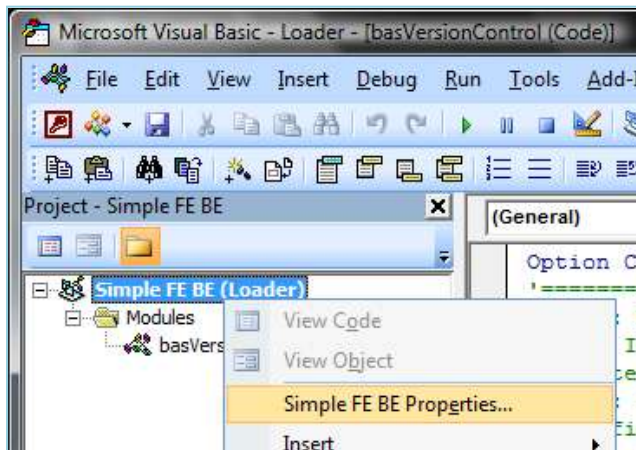 Microsoft Visual Basic - Loader - [basVersionControl (Code)]
File Edit View Insert Debug Run Tools Add-
Project - Simple FE BE
(General)
Simple FE BE (Loader)
Modules
basVers
Option C
'=======
View Code
View Object
Simple FE BE Properties...
Insert